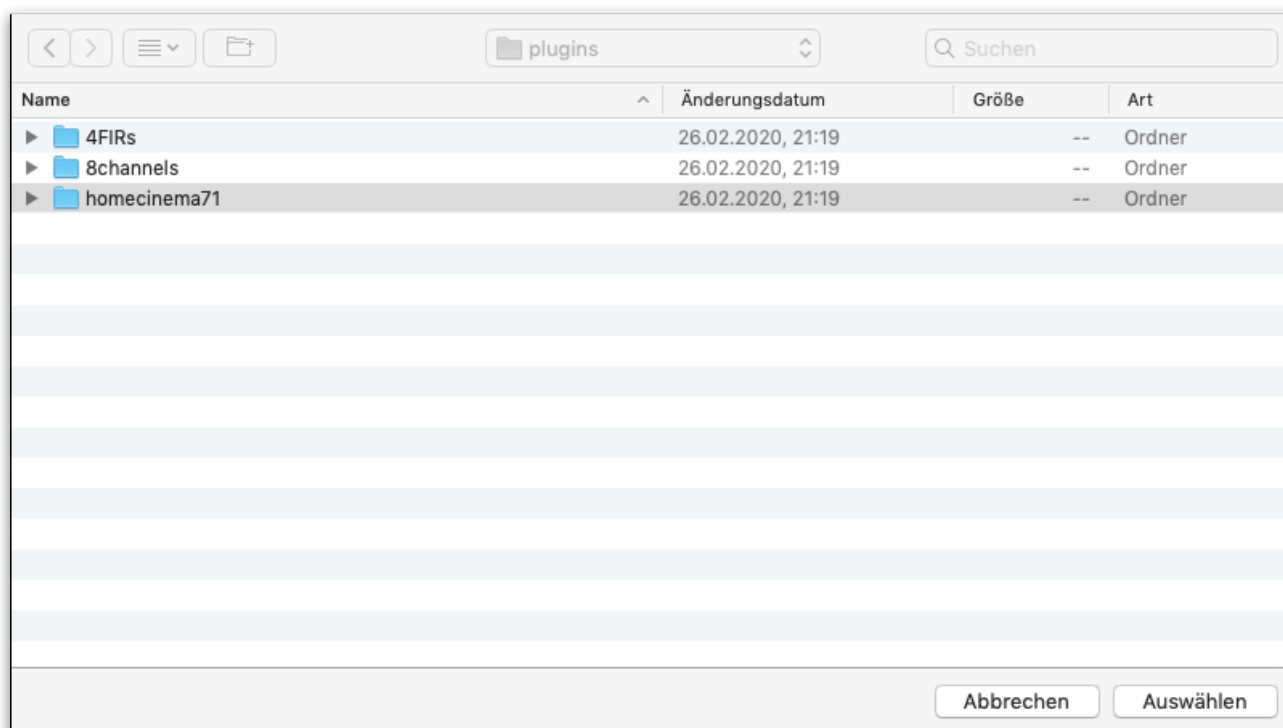 plugins Suchen
Name Änderungsdatum Größe Art
4FIRs 26.02.2020, 21:19 -- Ordner
8channels 26.02.2020, 21:19 -- Ordner
homecinema71 26.02.2020, 21:19 -- Ordner
Abbrechen Auswählen